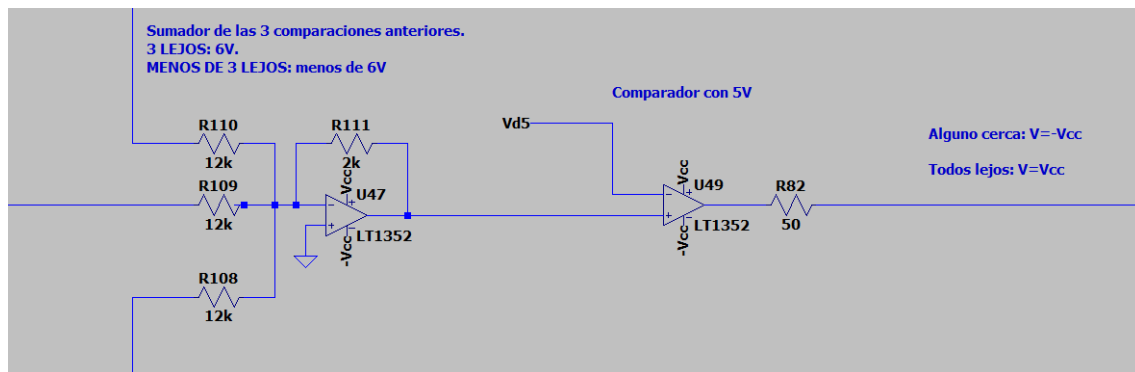 Sumador de las 3 comparaciones anteriores.
3 LEJOS: 6V.
MENOS DE 3 LEJOS: menos de 6V
Comparador con 5V
Vd5
Alguno cerca: V=-Vcc
Todos lejos: V=Vcc
R110
12k
R111
2k
R109
12k
Vcc
U47
LT1352
-Vcc
Vcc
U49
LT1352
-Vcc
R82
50
R108
12k